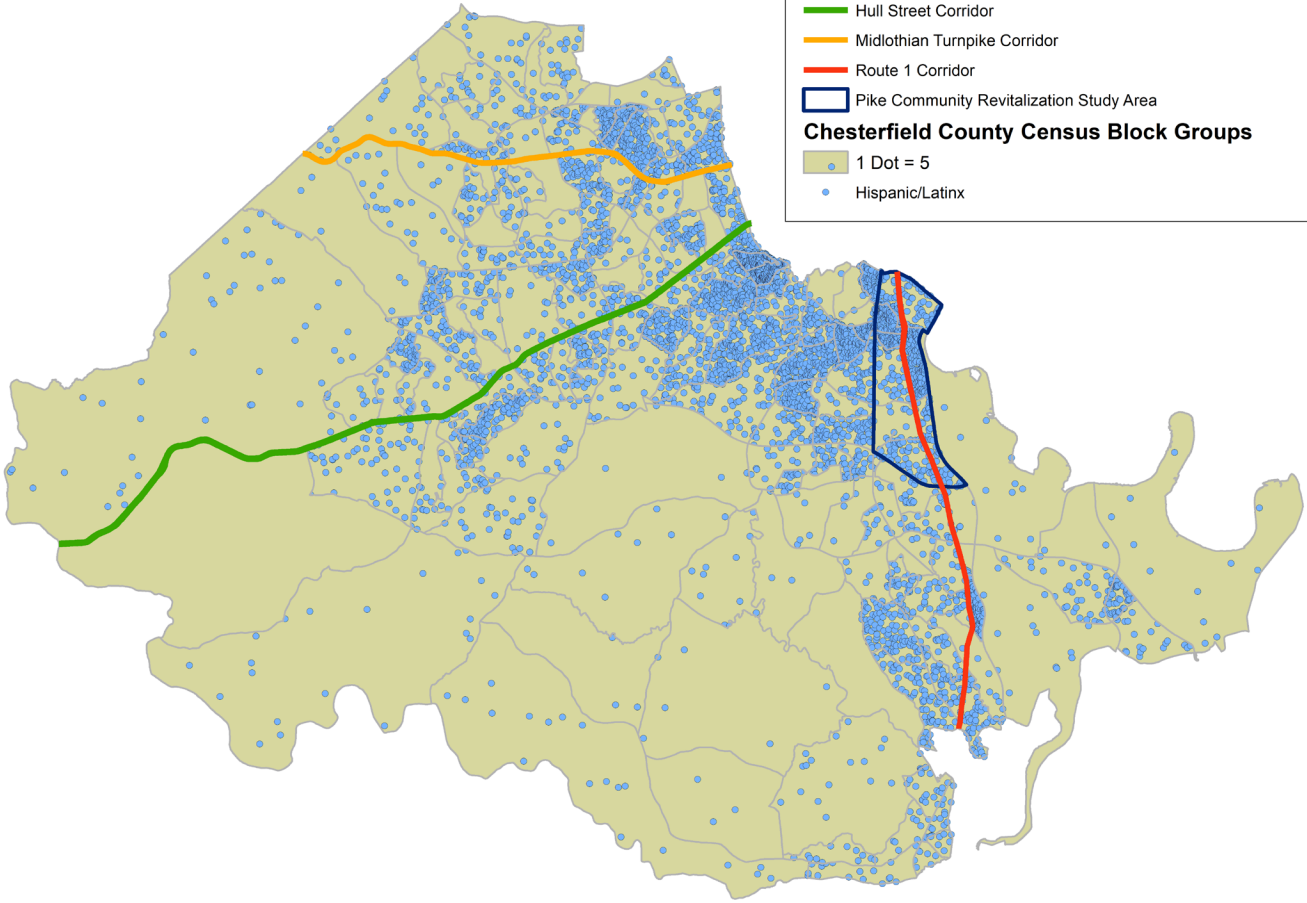 Hull Street Corridor
Midlothian Turnpike Corridor
Route 1 Corridor
Pike Community Revitalization Study Area
Chesterfield County Census Block Groups
1 Dot = 5
Hispanic/Latinx